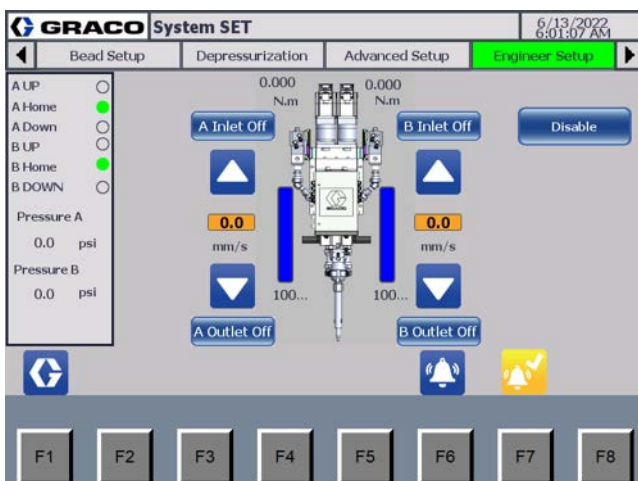 GRACO System SET 6/13/2022
6:01:07 AM
Bead Setup Depressurization Advanced Setup Engineer Setup
A UP
A Home
A Down
B UP
B Home
B DOWN
Pressure A
0.0 psi
Pressure B
0.0 psi
0.000 0.000
N.m N.m
A Inlet Off B Inlet Off Disable
0.0 0.0
mm/s mm/s
100... 100...
A Outlet Off B Outlet Off
F1 F2 F3 F4 F5 F6 F7 F8